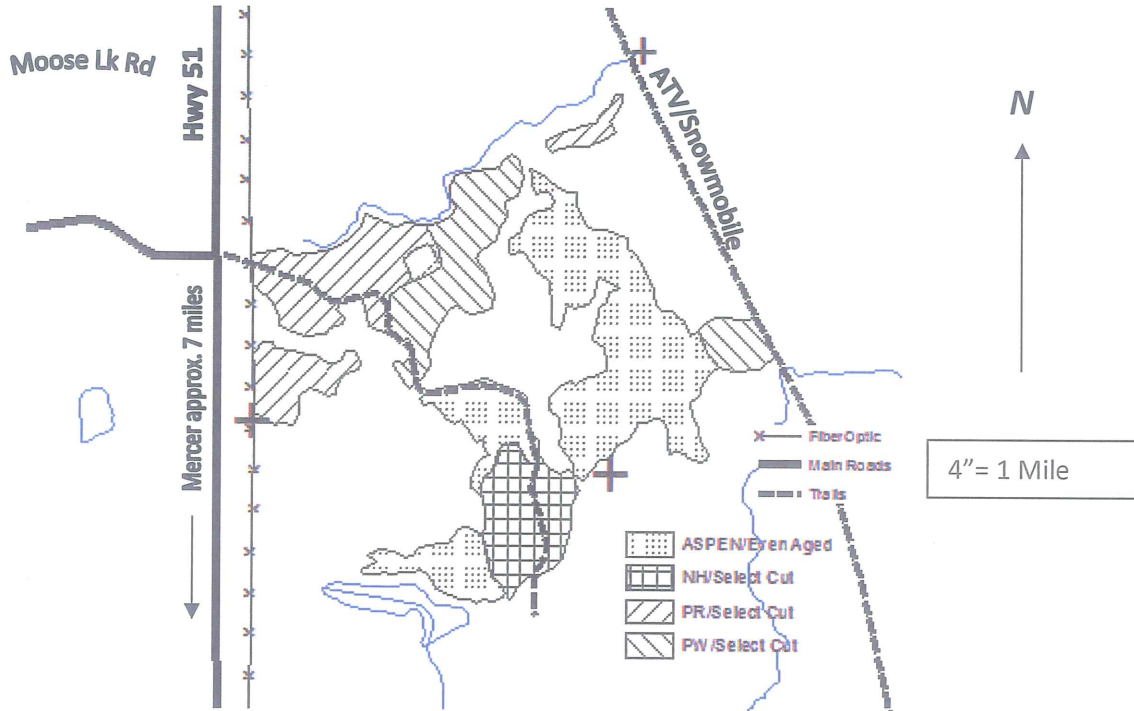 Moose Lk Rd
Hwy 51
ATV/Snowmobile
N
Mercer approx. 7 miles
Fiber Optic
Main Roads
Trails
4”= 1 Mile
ASPEN/Even Aged
NH/Select Cut
PR/Select Cut
PW/Select Cut